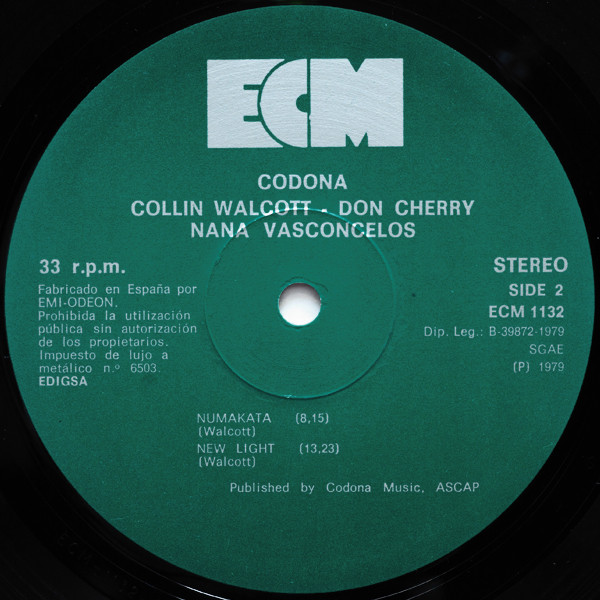 ECM
CODONA
COLLIN WALCOTT - DON CHERRY
NANA VASCONCELOS
33 r.p.m.
Fabricado en España por
EMI-ODEON.
Prohibida la utilización
pública sin autorización
de los propietarios.
Impuesto de lujo a
metálico n.º 6503.
EDIGSA
STEREO
SIDE 2
ECM 1132
Dip. Leg.: B-39872-1979
SGAE
(P) 1979
NUMAKATA (8,15)
(Walcott)
NEW LIGHT (13,23)
(Walcott)
Published by Codona Music, ASCAP